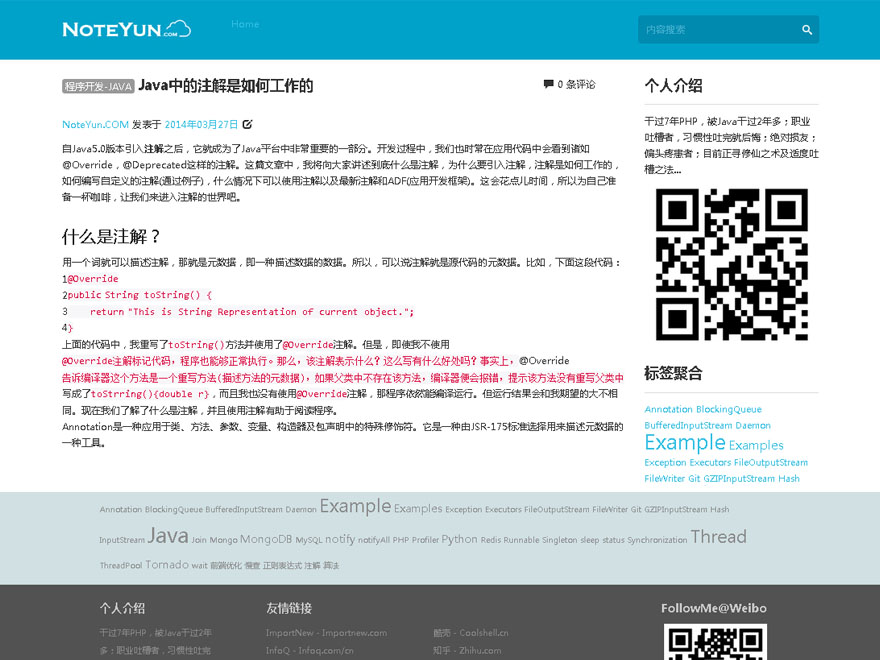 NOTEYUN.COM
Home
内容搜索
程序开发-JAVA Java中的注解是如何工作的
0 条评论
NoteYun.COM 发表于 2014年03月27日
自Java5.0版本引入注解之后，它就成为了Java平台中非常重要的一部分。开发过程中，我们也时常在应用代码中会看到诸如
@Override，@Deprecated这样的注解。这篇文章中，我将向大家讲述到底什么是注解，为什么要引入注解，注解是如何工作的，
如何编写自定义的注解(通过例子)，什么情况下可以使用注解以及最新注解和ADF(应用开发框架)。这会花点儿时间，所以为自己准
备一杯咖啡，让我们来进入注解的世界吧。
什么是注解？
用一个词就可以描述注解，那就是元数据，即一种描述数据的数据。所以，可以说注解就是源代码的元数据。比如，下面这段代码：
1@Override
2public String toString() {
3 return "This is String Representation of current object.";
4}
上面的代码中，我重写了toString()方法并使用了@Override注解。但是，即使我不使用
@Override注解标记代码，程序也能够正常执行。那么，该注解表示什么？这么写有什么好处吗？事实上，@Override
告诉编译器这个方法是一个重写方法(描述方法的元数据)，如果父类中不存在该方法，编译器便会报错，提示该方法没有重写父类中
写成了toStrring(){double r}，而且我也没有使用@Override注解，那程序依然能编译运行。但运行结果会和我期望的大不相
同。现在我们了解了什么是注解，并且使用注解有助于阅读程序。
Annotation是一种应用于类、方法、参数、变量、构造器及包声明中的特殊修饰符。它是一种由JSR-175标准选择用来描述元数据的
一种工具。
个人介绍
干过7年PHP，被Java干过2年多；职业
吐槽者，习惯性吐完就后悔；绝对损友；
偏头疼患者；目前正寻修仙之术及适度吐
槽之法...
标签聚合
Annotation BlockingQueue
BufferedInputStream Daemon
Example Examples
Exception Executors FileOutputStream
FileWriter Git GZIPInputStream Hash
Annotation BlockingQueue BufferedInputStream Daemon Example Examples Exception Executors FileOutputStream FileWriter Git GZIPInputStream Hash
InputStream Java Join Mongo MongoDB MySQL notify notifyAll PHP Profiler Python Redis Runnable Singleton sleep status Synchronization Thread
ThreadPool Tornado wait 前端优化 慢查 正则表达式 注解 算法
个人介绍
干过7年PHP，被Java干过2年
多；职业吐槽者，习惯性吐完
友情链接
ImportNew - Importnew.com
InfoQ - Infoq.com/cn
酷壳 - Coolshell.cn
知乎 - Zhihu.com
FollowMe@Weibo